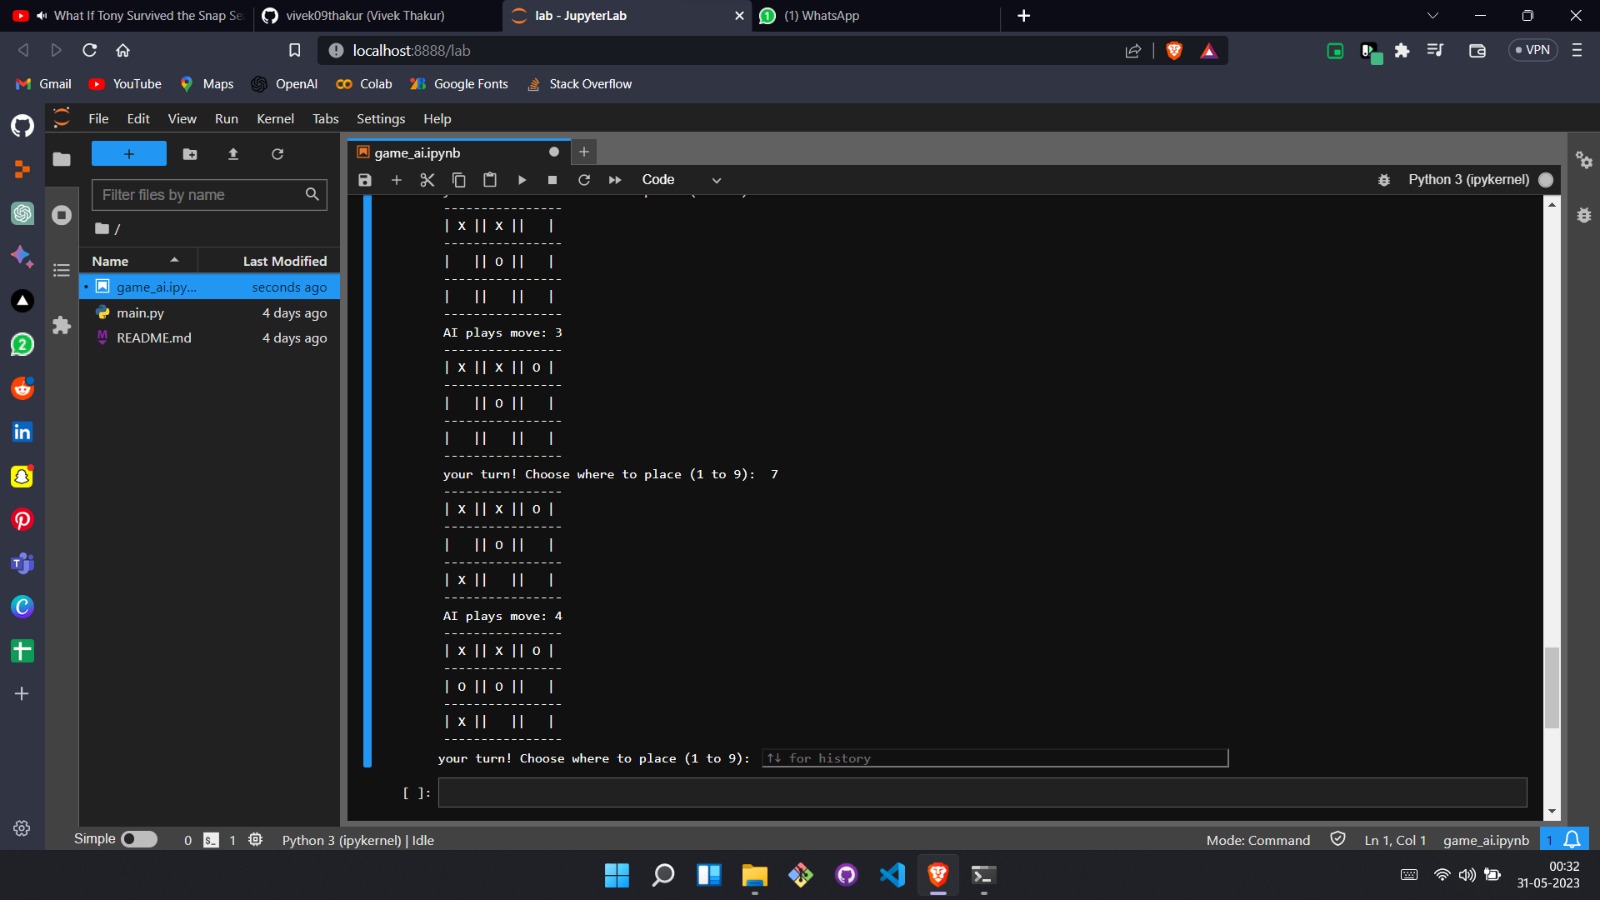 What If Tony Survived the Snap Se
vivek09thakur (Vivek Thakur)
lab - JupyterLab
(1) WhatsApp
localhost:8888/lab
VPN
Gmail
YouTube
Maps
OpenAI
Colab
Google Fonts
Stack Overflow
File Edit View Run Kernel Tabs Settings Help
game_ai.ipynb
Code
Python 3 (ipykernel)
Filter files by name
/
Name Last Modified
game_ai.ipy... seconds ago
main.py 4 days ago
README.md 4 days ago
----------------
| X || X ||   |
----------------
|   || O ||   |
----------------
|   ||   ||   |
----------------
AI plays move: 3
----------------
| X || X || O |
----------------
|   || O ||   |
----------------
|   ||   ||   |
----------------
your turn! Choose where to place (1 to 9):  7
----------------
| X || X || O |
----------------
|   || O ||   |
----------------
| X ||   ||   |
----------------
AI plays move: 4
----------------
| X || X || O |
----------------
| O || O ||   |
----------------
| X ||   ||   |
----------------
your turn! Choose where to place (1 to 9): ↑↓ for history
[ ]:
Simple 0 1 Python 3 (ipykernel) | Idle
Mode: Command Ln 1, Col 1 game_ai.ipynb 1
00:32
31-05-2023